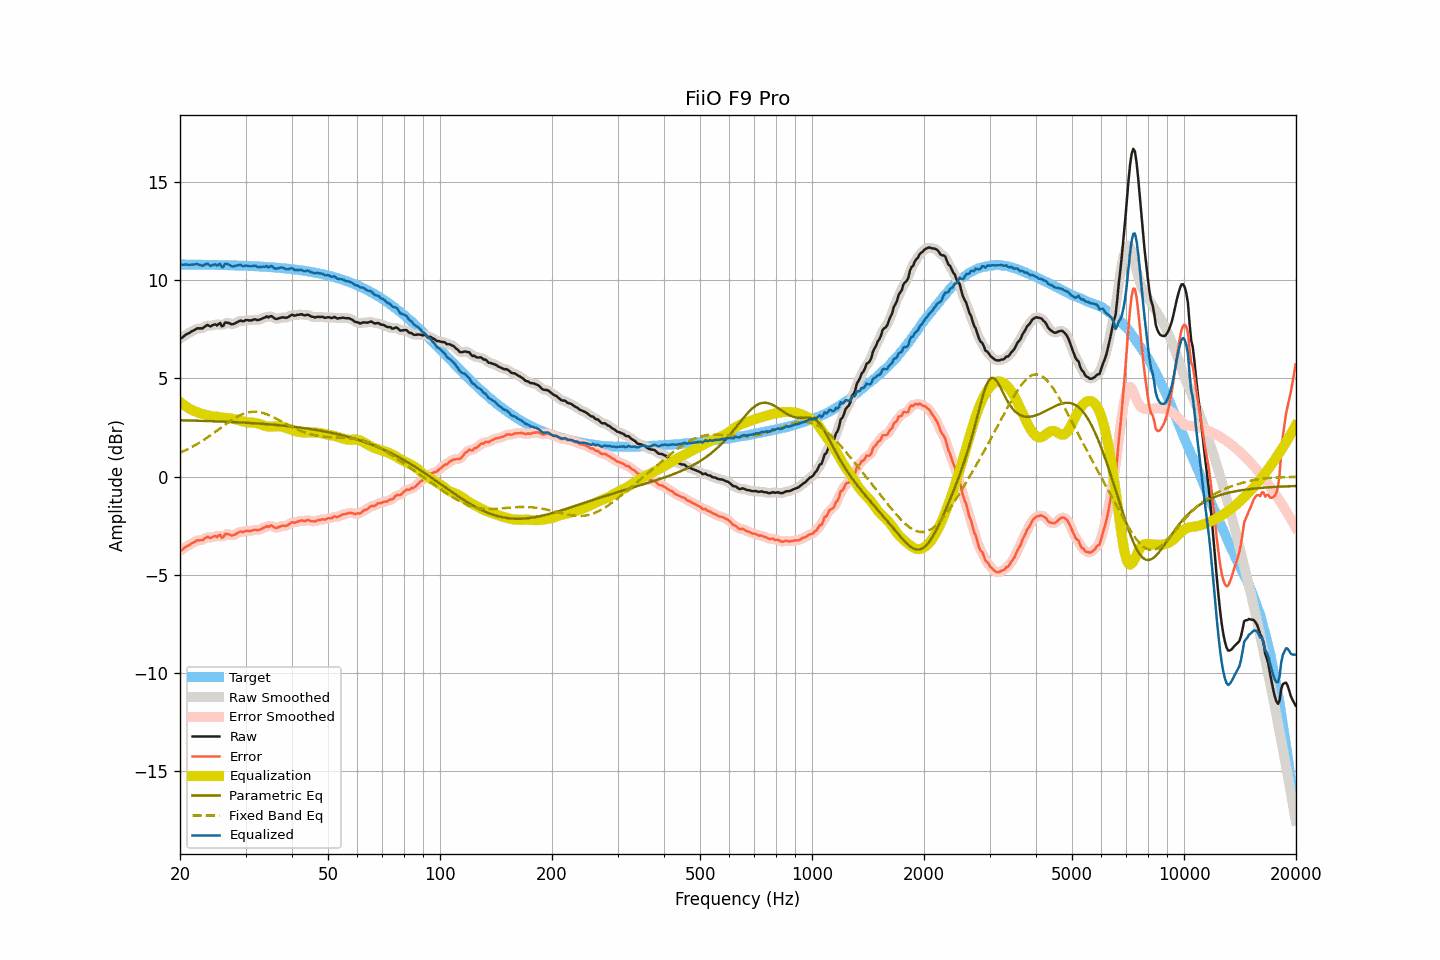 FiiO F9 Pro
Amplitude (dBr)
15
10
5
0
−5
−10
−15
Target
Raw Smoothed
Error Smoothed
Raw
Error
Equalization
Parametric Eq
Fixed Band Eq
Equalized
20 50 100 200 500 1000 2000 5000 10000 20000
Frequency (Hz)